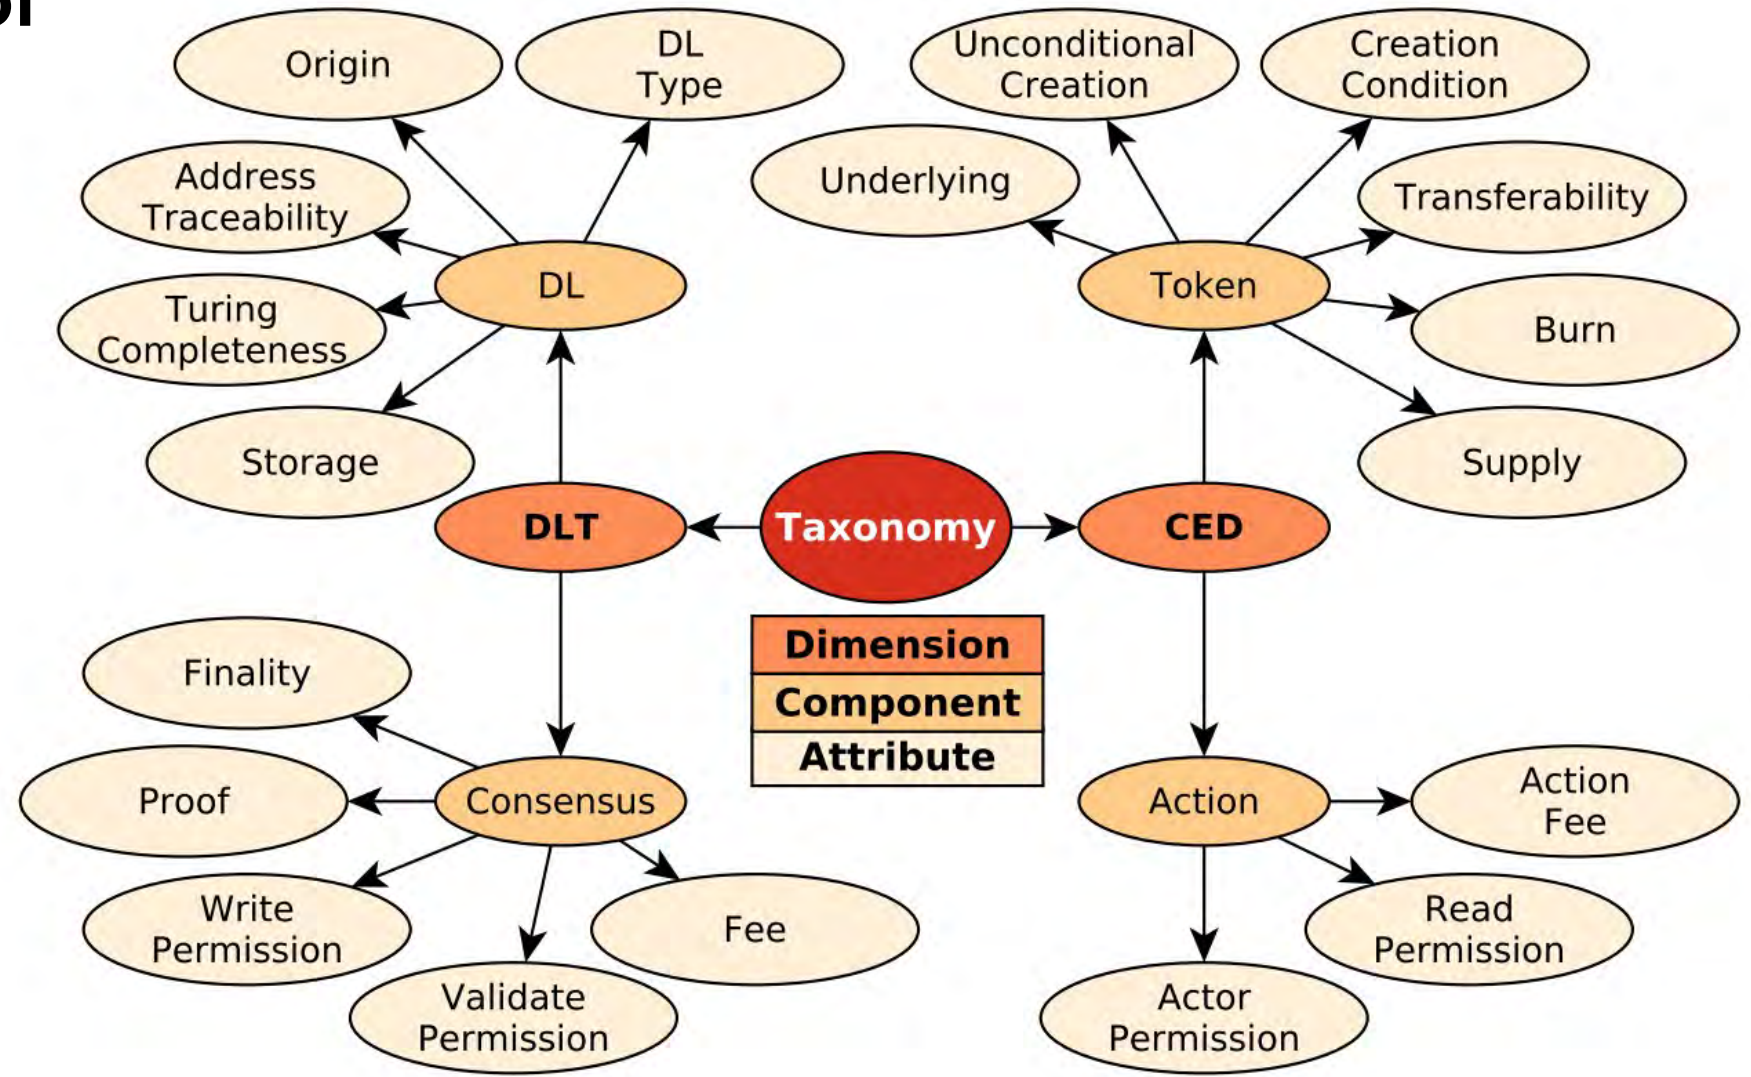 Origin
DL
Type
Unconditional
Creation
Creation
Condition
Address
Traceability
Underlying
Transferability
DL
Token
Turing
Completeness
Burn
Storage
Supply
DLT
Taxonomy
CED
Dimension
Component
Attribute
Finality
Proof
Consensus
Action
Action
Fee
Write
Permission
Fee
Read
Permission
Validate
Permission
Actor
Permission